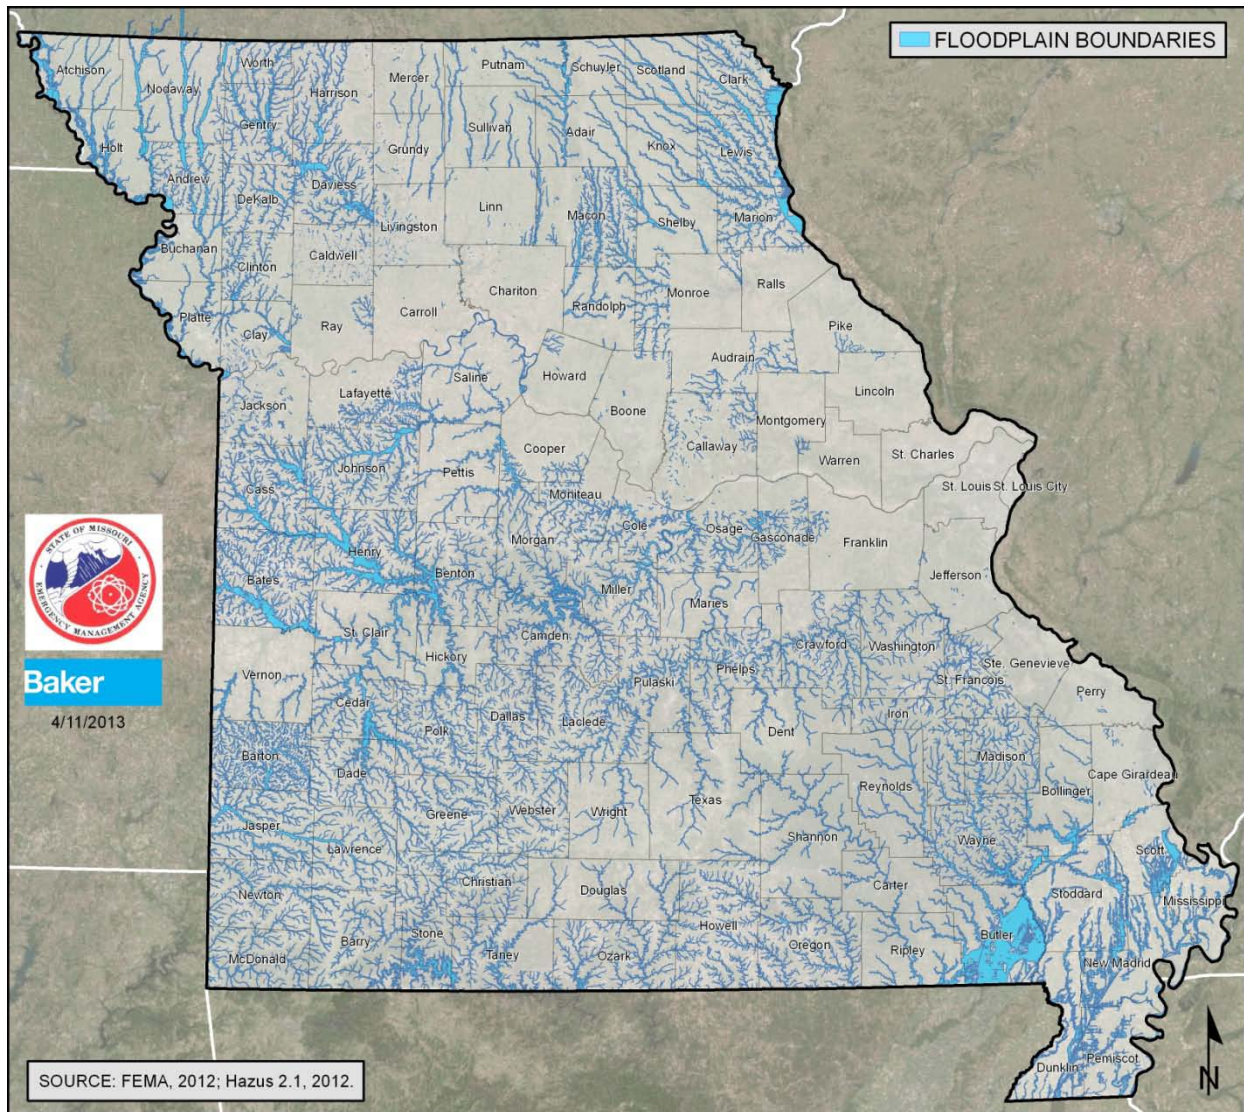 FLOODPLAIN BOUNDARIES
Atchison
Nodaway
Worth
Harrison
Mercer
Putnam
Schuyler
Scotland
Clark
Gentry
Sullivan
Adair
Knox
Lewis
Holt
Grundy
Andrew
DeKalb
Daviess
Linn
Macon
Shelby
Marion
Livingston
Buchanan
Caldwell
Clinton
Chariton
Randolph
Monroe
Ralls
Platte
Clay
Ray
Carroll
Pike
Audrain
Saline
Howard
Lafayette
Jackson
Boone
Lincoln
Montgomery
Callaway
Cooper
Warren
St. Charles
Johnson
Pettis
Cass
Moniteau
St. Louis
St. Louis City
Cole
Osage
Gasconade
Franklin
Morgan
Henry
Benton
Bates
Miller
Maries
Jefferson
St. Clair
Camden
Crawford
Washington
Hickory
Ste. Genevieve
Vernon
Pulaski
Phelps
St. Francois
Perry
Cedar
Dallas
Laclede
Iron
Polk
Dent
Barton
Madison
Dade
Cape Girardeau
Reynolds
Bollinger
Greene
Webster
Wright
Texas
Jasper
Shannon
Wayne
Lawrence
Scott
Christian
Douglas
Carter
Stoddard
Newton
Mississippi
Howell
Barry
Stone
Taney
Ozark
Oregon
Ripley
Butler
McDonald
New Madrid
Dunklin
Pemiscot
STATE OF MISSOURI
EMERGENCY MANAGEMENT AGENCY
Baker
4/11/2013
SOURCE: FEMA, 2012; Hazus 2.1, 2012.
N